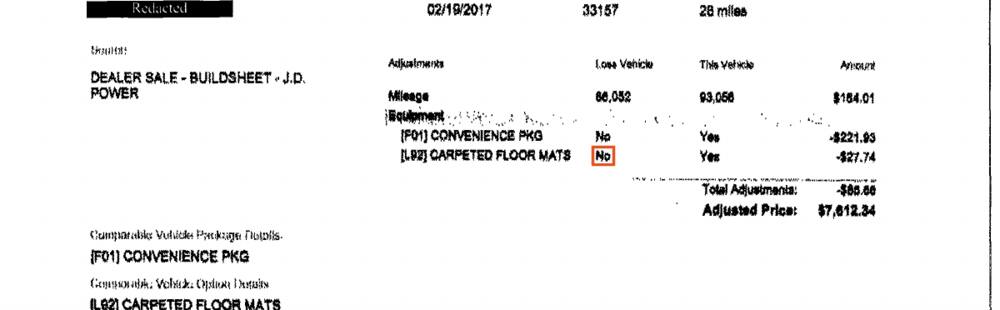 Redacted 02/19/2017 33157 28 miles
Source:
Adjustments Loss Vehicle This Vehicle Amount
DEALER SALE - BUILDSHEET - J.D.
POWER
Mileage 66,052 93,056 $164.01
Equipment
[F01] CONVENIENCE PKG No Yes -$221.93
[L92] CARPETED FLOOR MATS No Yes -$27.74
Total Adjustments:
Adjusted Price: $7,612.34
Comparable Vehicle Package Details:
[F01] CONVENIENCE PKG
Comparable Vehicle Option Details
[L92] CARPETED FLOOR MATS